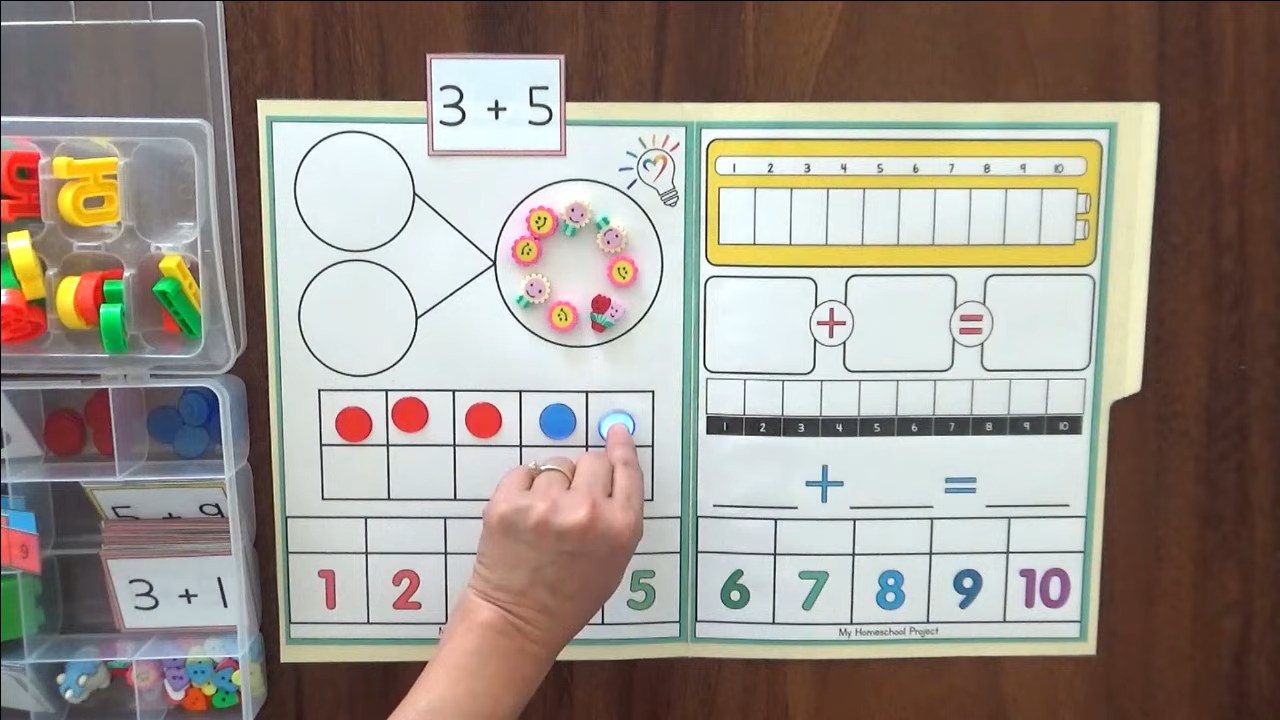 3 + 5
1 2 3 4 5 6 7 8 9 10
+ =
1 2 3 4 5 6 7 8 9 10
+ =
1 2 5
6 7 8 9 10
My Homeschool Project
5 + 9
9
3 + 1